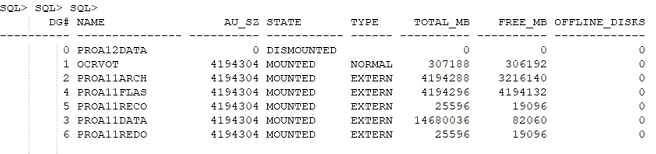 SQL> SQL> SQL>
DG# NAME AU_SZ STATE TYPE TOTAL_MB FREE_MB OFFLINE_DISKS
0 PROA12DATA 0 DISMOUNTED 0 0 0
1 OCRVOT 4194304 MOUNTED NORMAL 307188 306192 0
2 PROA11ARCH 4194304 MOUNTED EXTERN 4194288 3216140 0
4 PROA11FLAS 4194304 MOUNTED EXTERN 4194296 4194132 0
5 PROA11RECO 4194304 MOUNTED EXTERN 25596 19096 0
3 PROA11DATA 4194304 MOUNTED EXTERN 14680036 82060 0
6 PROA11REDO 4194304 MOUNTED EXTERN 25596 19096 0